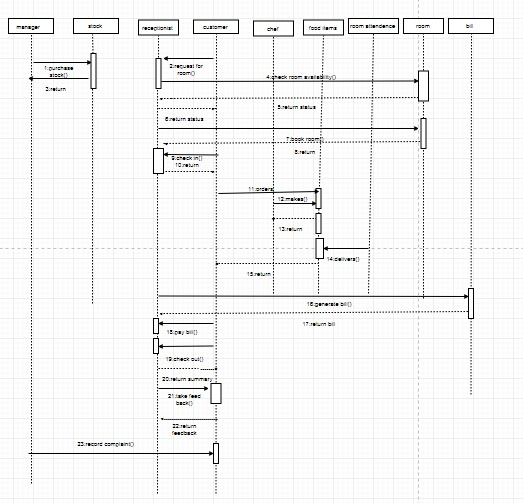 manager
stock
receptionist
customer
chef
food items
room attendence
room
bill
1:purchase
stock()
2:return
3:request for
room()
4:check room availability()
5:return status
6:return status
7:book room()
8:return
9:check in()
10:return
11:orders
12:makes()
13:return
14:delivers()
15:return
16:generate bill()
17:return bill
18:pay bill()
19:check out()
20:return summary
21:take feed
back()
22:return
feedback
23:record complaint()